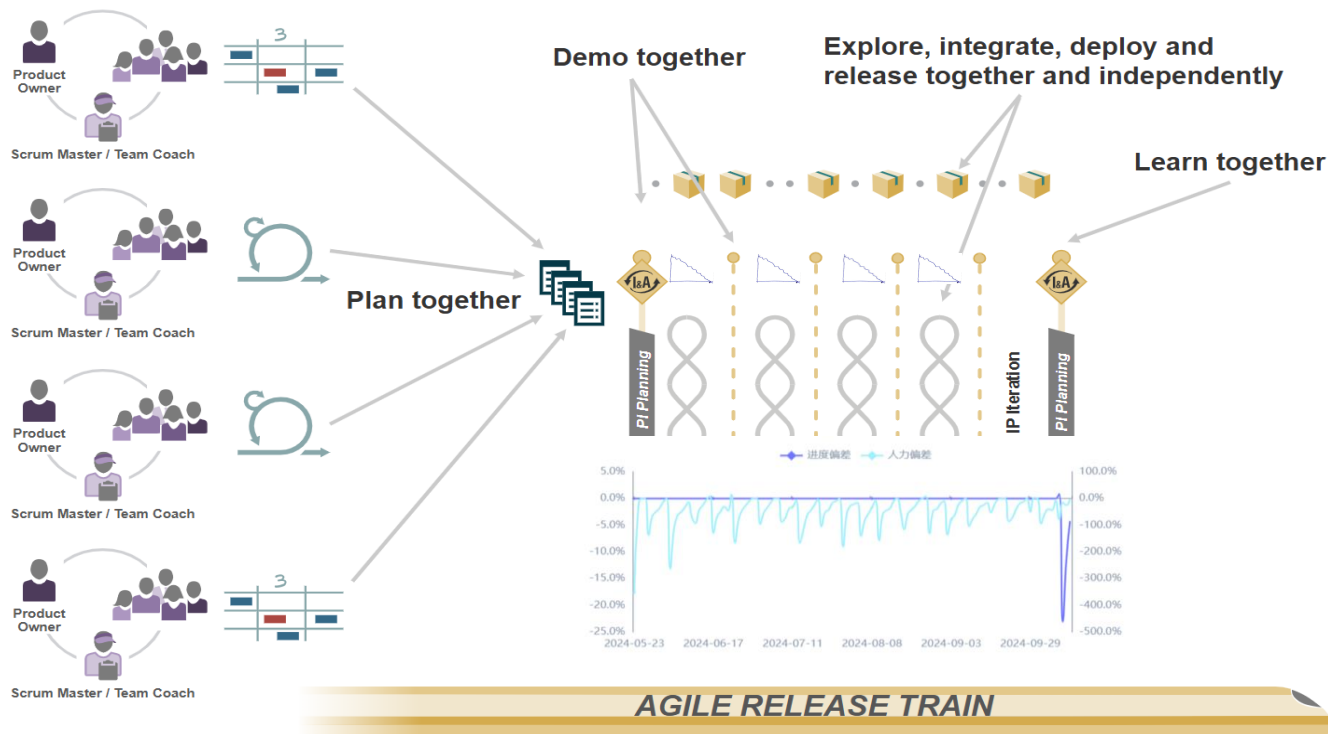 Product
Owner
Scrum Master / Team Coach
3
Product
Owner
Scrum Master / Team Coach
Product
Owner
Scrum Master / Team Coach
Product
Owner
Scrum Master / Team Coach
3
Plan together
Demo together
Explore, integrate, deploy and
release together and independently
Learn together
I&A
I&A
PI Planning
IP Iteration
PI Planning
进度偏差
人力偏差
5.0%
0.0%
-5.0%
-10.0%
-15.0%
-20.0%
-25.0%
100.0%
0.0%
-100.0%
-200.0%
-300.0%
-400.0%
-500.0%
2024-05-23
2024-06-17
2024-07-11
2024-08-08
2024-09-03
2024-09-29
AGILE RELEASE TRAIN